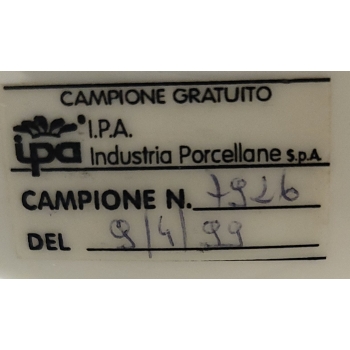 CAMPIONE GRATUITO
ipa I.P.A.
Industria Porcellane S.p.A.
CAMPIONE N. 7926
DEL 9/4/99